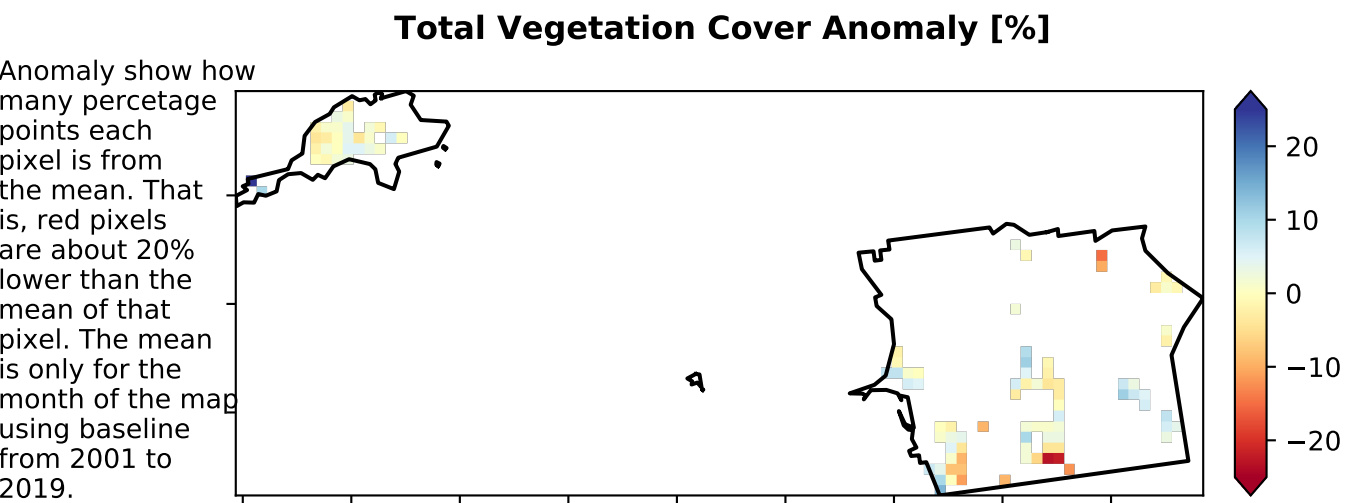 Total Vegetation Cover Anomaly [%]
Anomaly show how
many percetage
points each
pixel is from
the mean. That
is, red pixels
are about 20%
lower than the
mean of that
pixel. The mean
is only for the
month of the map
using baseline
from 2001 to
2019.
20
10
0
−10
−20